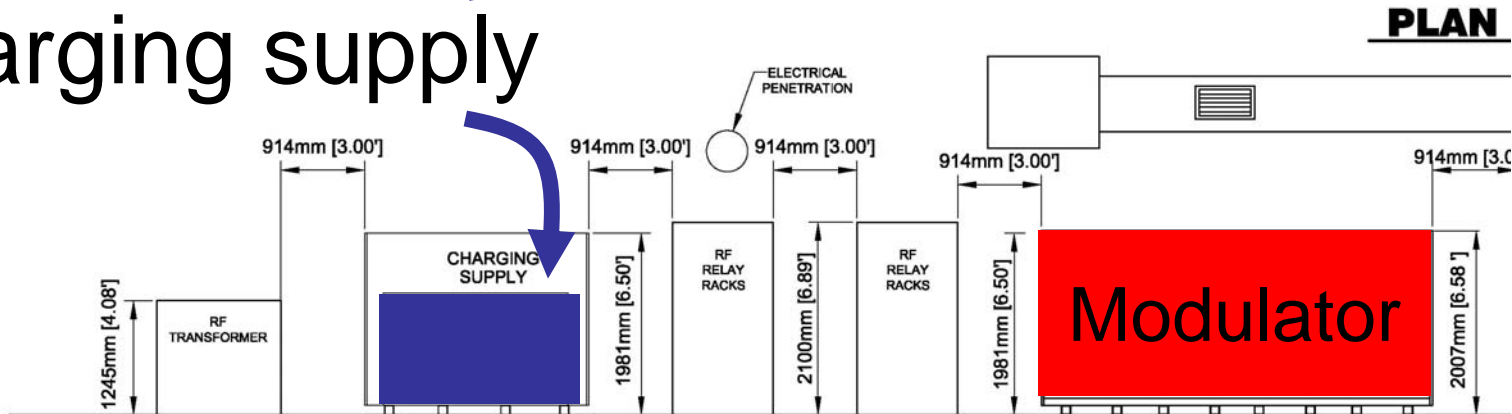 PLAN
arging supply
ELECTRICAL
PENETRATION
914mm [3.00']
914mm [3.00']
914mm [3.00']
914mm [3.00']
914mm [3.0
CHARGING
SUPPLY
RF
RELAY
RACKS
RF
RELAY
RACKS
RF
TRANSFORMER
1245mm [4.08']
1981mm [6.50']
2100mm [6.89']
1981mm [6.50']
Modulator
2007mm [6.58 ']